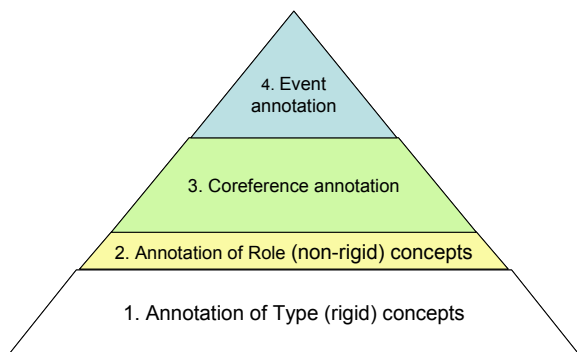 4. Event
annotation
3. Coreference annotation
2. Annotation of Role (non-rigid) concepts
1. Annotation of Type (rigid) concepts